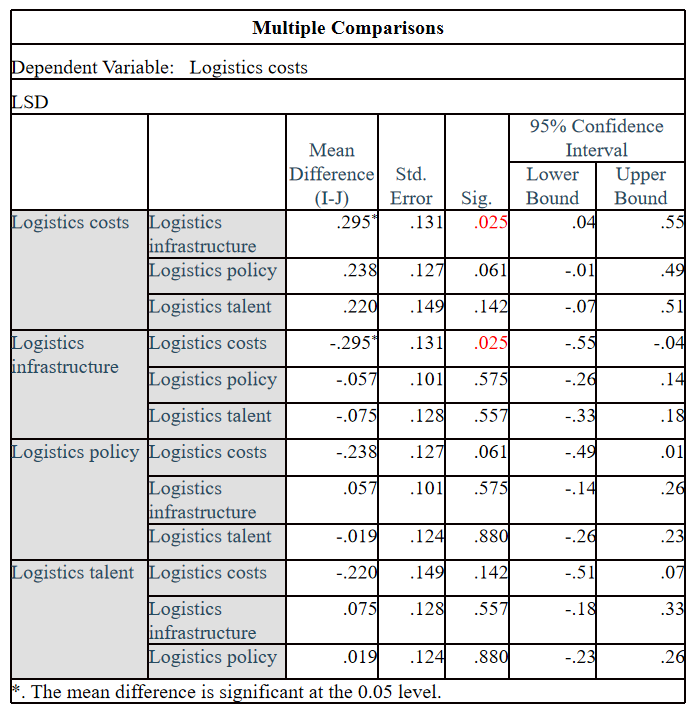 Multiple Comparisons
Dependent Variable: Logistics costs
LSD
95% Confidence
Interval
Mean
Difference
(I-J)
Std.
Error
Sig.
Lower
Bound
Upper
Bound
Logistics costs
Logistics
infrastructure
.295* .131 .025 .04 .55
Logistics policy .238 .127 .061 -.01 .49
Logistics talent .220 .149 .142 -.07 .51
Logistics
infrastructure
Logistics costs -.295* .131 .025 -.55 -.04
Logistics policy -.057 .101 .575 -.26 .14
Logistics talent -.075 .128 .557 -.33 .18
Logistics policy Logistics costs -.238 .127 .061 -.49 .01
Logistics
infrastructure
.057 .101 .575 -.14 .26
Logistics talent -.019 .124 .880 -.26 .23
Logistics talent Logistics costs -.220 .149 .142 -.51 .07
Logistics
infrastructure
.075 .128 .557 -.18 .33
Logistics policy .019 .124 .880 -.23 .26
*. The mean difference is significant at the 0.05 level.